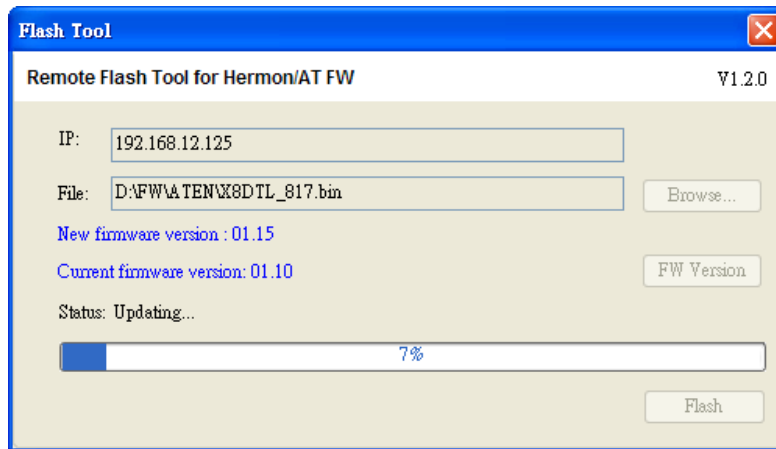 Flash Tool
Remote Flash Tool for Hermon/AT FW V1.2.0
IP: 192.168.12.125
File: D:\FW\ATEN\X8DTL_817.bin Browse...
New firmware version : 01.15
Current firmware version: 01.10 FW Version
Status: Updating...
7%
Flash